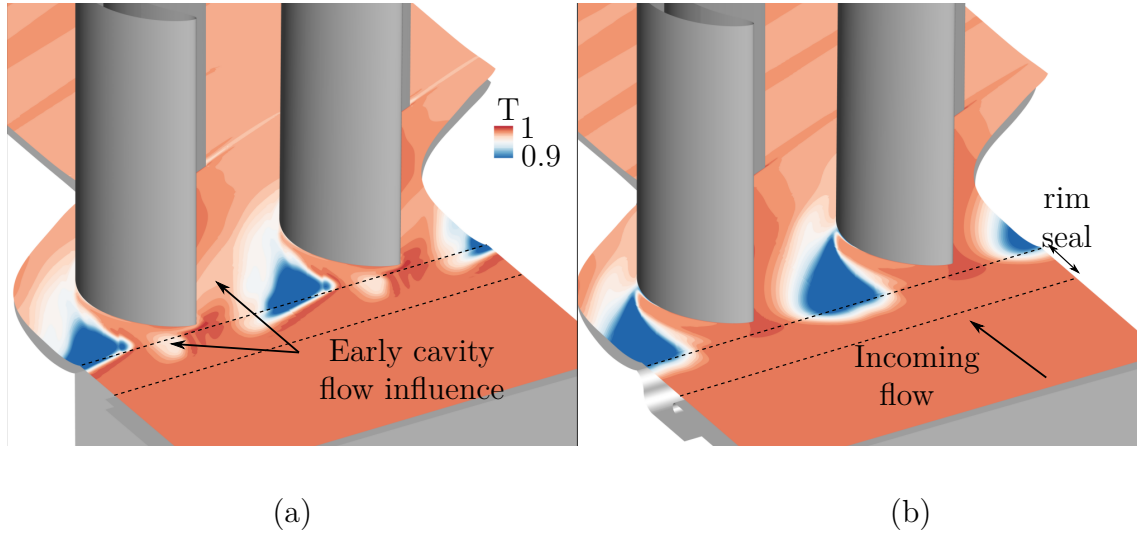 T
1
0.9
Early cavity
flow influence
(a)
rim
seal
Incoming
flow
(b)